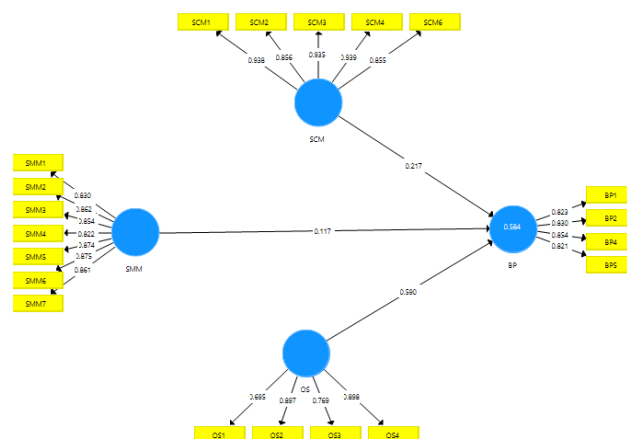 SCM1 SCM2 SCM3 SCM4 SCM6
0.938 0.856 0.935 0.939 0.855
SCM
0.217
SMM1
SMM2
SMM3
SMM4
SMM5
SMM6
SMM7
0.830
0.862
0.854
0.822
0.874
0.875
0.861
SMM
0.117
0.584
BP
0.823
0.830
0.854
0.821
BP1
BP2
BP4
BP5
0.590
OS
0.695 0.897 0.769 0.898
OS1 OS2 OS3 OS4